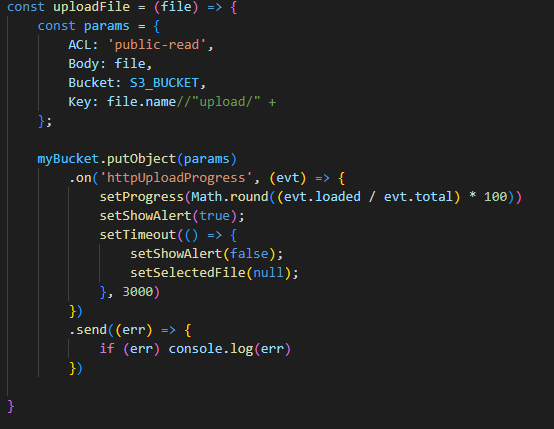 const uploadFile = (file) => {
    const params = {
        ACL: 'public-read',
        Body: file,
        Bucket: S3_BUCKET,
        Key: file.name//"upload/" +
    };
    myBucket.putObject(params)
        .on('httpUploadProgress', (evt) => {
            setProgress(Math.round((evt.loaded / evt.total) * 100))
            setShowAlert(true);
            setTimeout(() => {
                setShowAlert(false);
                setSelectedFile(null);
            }, 3000)
        })
        .send((err) => {
            if (err) console.log(err)
        })
}